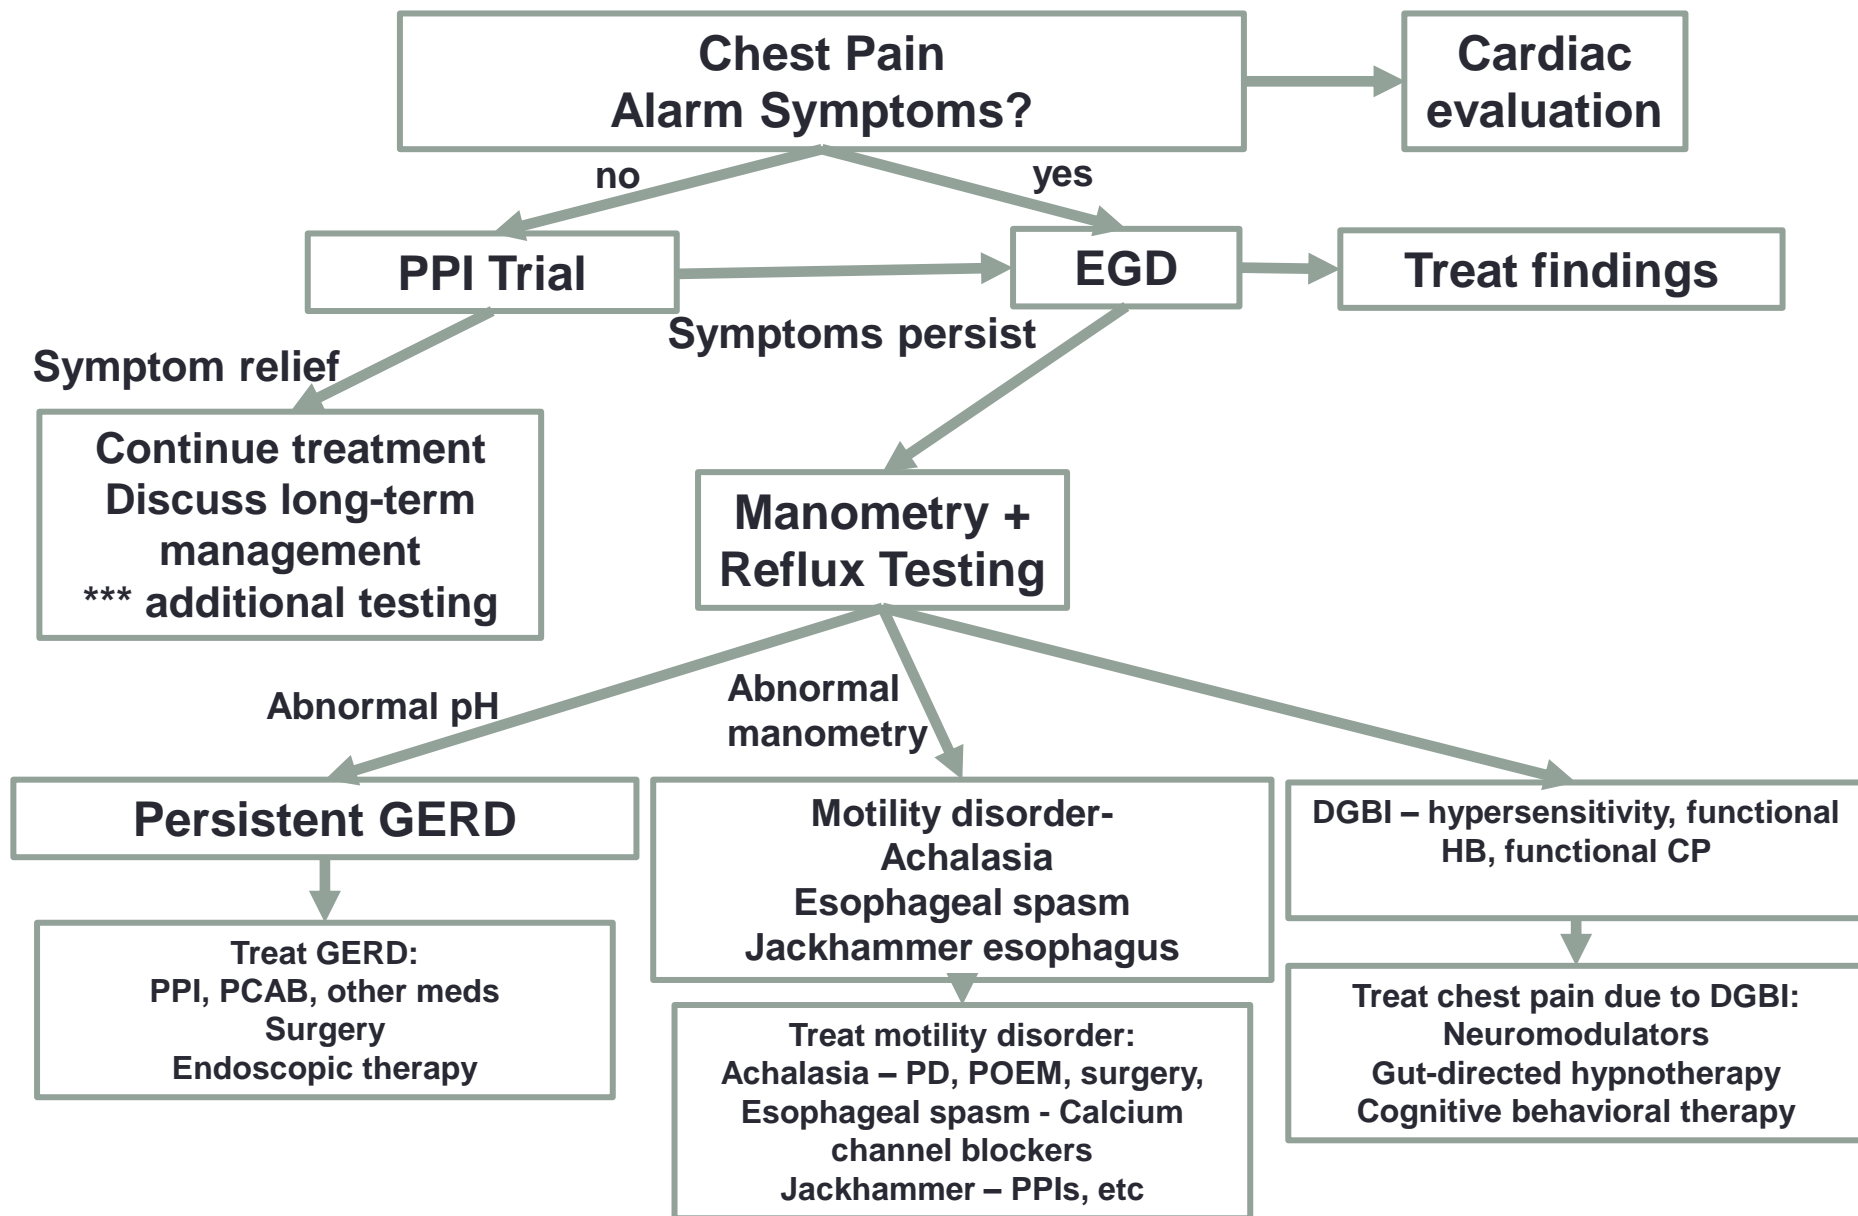 Chest Pain
Alarm Symptoms?
Cardiac
evaluation
no
yes
PPI Trial
EGD
Treat findings
Symptoms persist
Symptom relief
Continue treatment
Discuss long-term
management
*** additional testing
Manometry +
Reflux Testing
Abnormal pH
Abnormal
manometry
Persistent GERD
Motility disorder-
Achalasia
Esophageal spasm
Jackhammer esophagus
DGBI – hypersensitivity, functional
HB, functional CP
Treat GERD:
PPI, PCAB, other meds
Surgery
Endoscopic therapy
Treat motility disorder:
Achalasia – PD, POEM, surgery,
Esophageal spasm - Calcium
channel blockers
Jackhammer – PPIs, etc
Treat chest pain due to DGBI:
Neuromodulators
Gut-directed hypnotherapy
Cognitive behavioral therapy